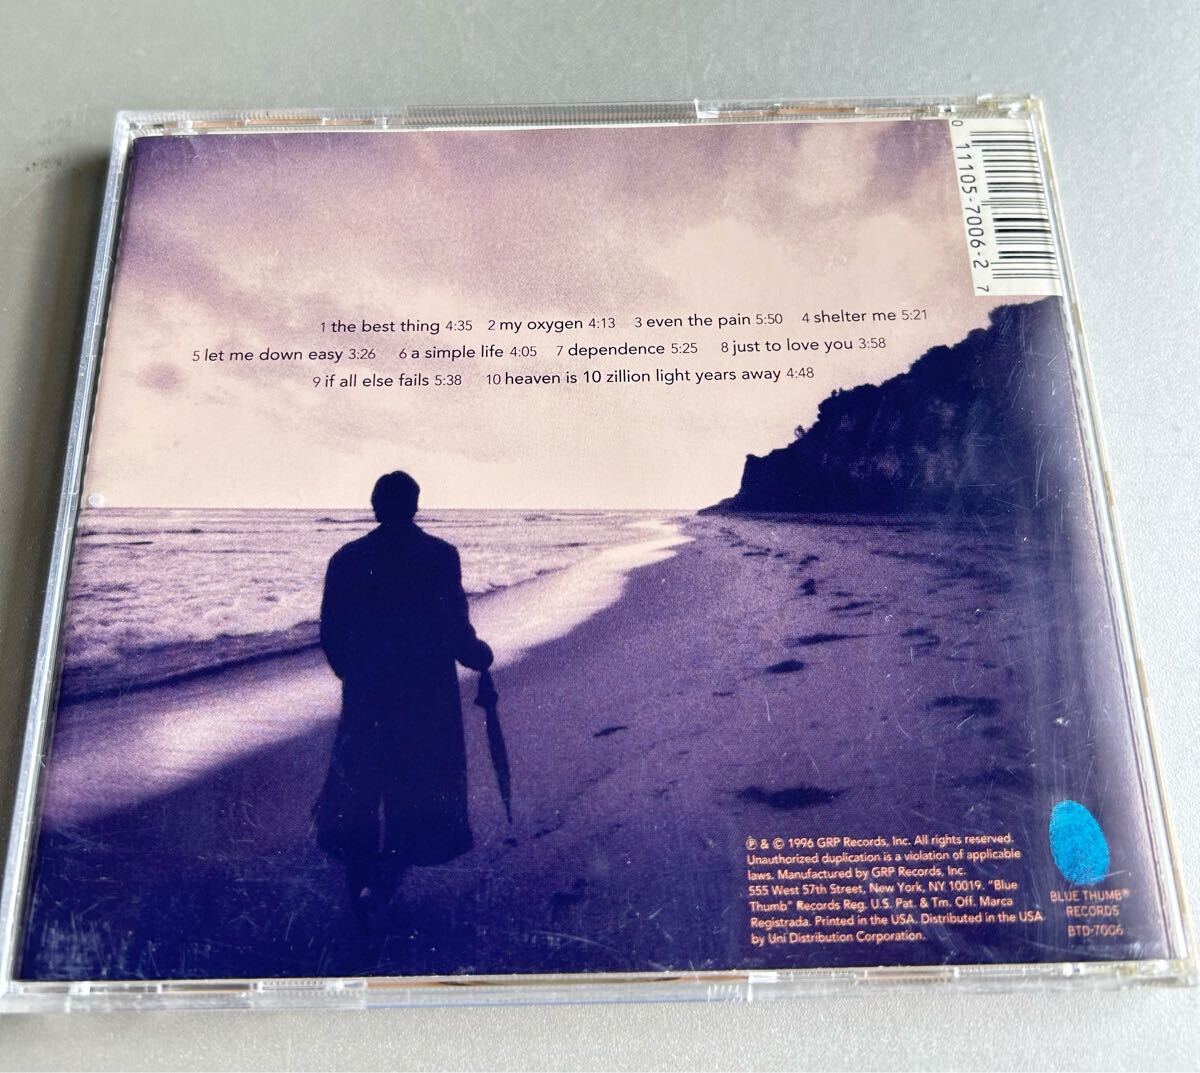 0 11105-7006-2 7
1 the best thing 4:35 2 my oxygen 4:13 3 even the pain 5:50 4 shelter me 5:21
5 let me down easy 3:26 6 a simple life 4:05 7 dependence 5:25 8 just to love you 3:58
9 if all else fails 5:38 10 heaven is 10 zillion light years away 4:48
℗ & © 1996 GRP Records, Inc. All rights reserved.
Unauthorized duplication is a violation of applicable
laws. Manufactured by GRP Records, Inc.
555 West 57th Street, New York, NY 10019. "Blue
Thumb" Records Reg. U.S. Pat. & Tm. Off. Marca
Registrada. Printed in the USA. Distributed in the USA
by Uni Distribution Corporation.
BLUE THUMB®
RECORDS
BTD-7006